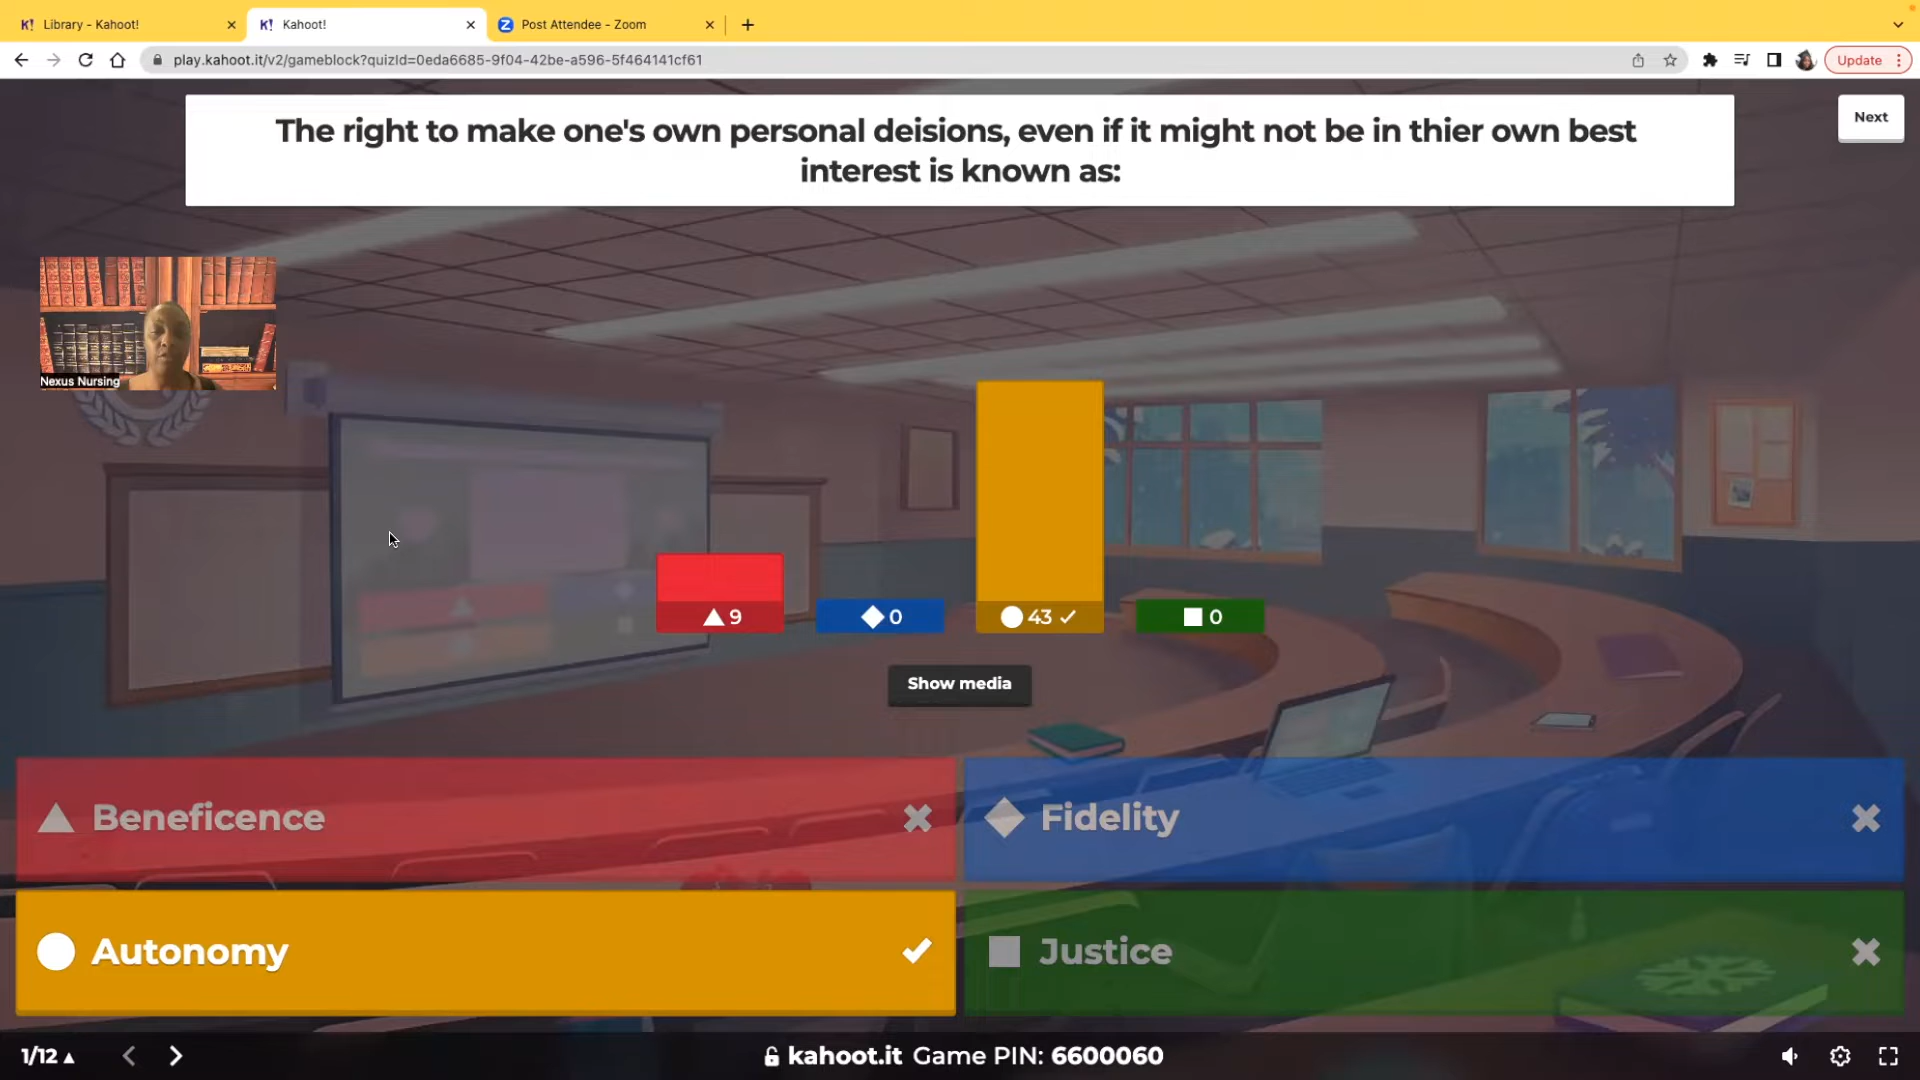 Library - Kahoot!
Kahoot!
Post Attendee - Zoom
play.kahoot.it/v2/gameblock?quizId=0eda6685-9f04-42be-a596-5f464141cf61
Update
The right to make one's own personal deisions, even if it might not be in thier own best
interest is known as:
Next
Nexus Nursing
9
0
43
0
Show media
Beneficence
Fidelity
Autonomy
Justice
1/12
kahoot.it Game PIN: 6600060